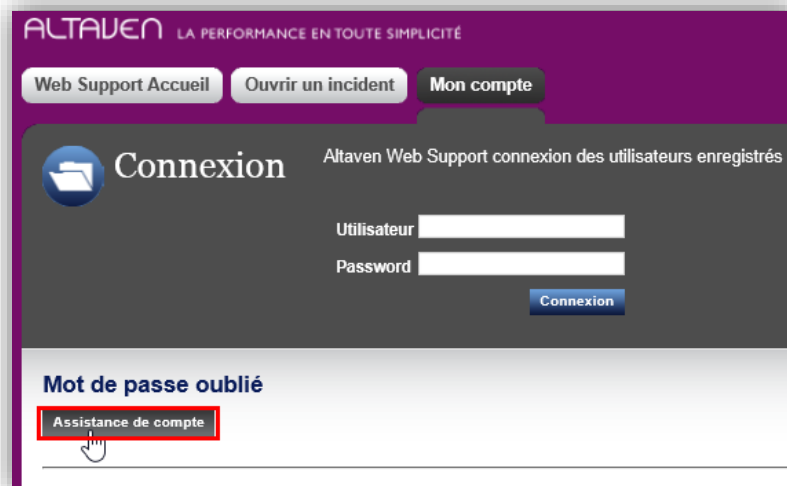 ALTAVEN LA PERFORMANCE EN TOUTE SIMPLICITÉ
Web Support Accueil Ouvrir un incident Mon compte
Connexion Altaven Web Support connexion des utilisateurs enregistrés
Utilisateur
Password
Connexion
Mot de passe oublié
Assistance de compte